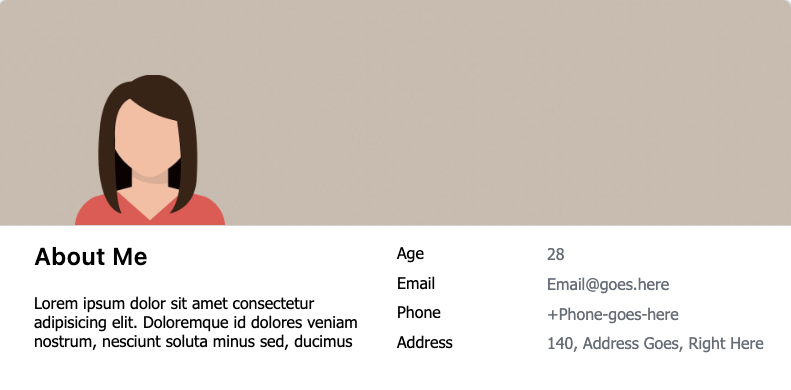 About Me
Lorem ipsum dolor sit amet consectetur
adipisicing elit. Doloremque id dolores veniam
nostrum, nesciunt soluta minus sed, ducimus
Age 28
Email Email@goes.here
Phone +Phone-goes-here
Address 140, Address Goes, Right Here